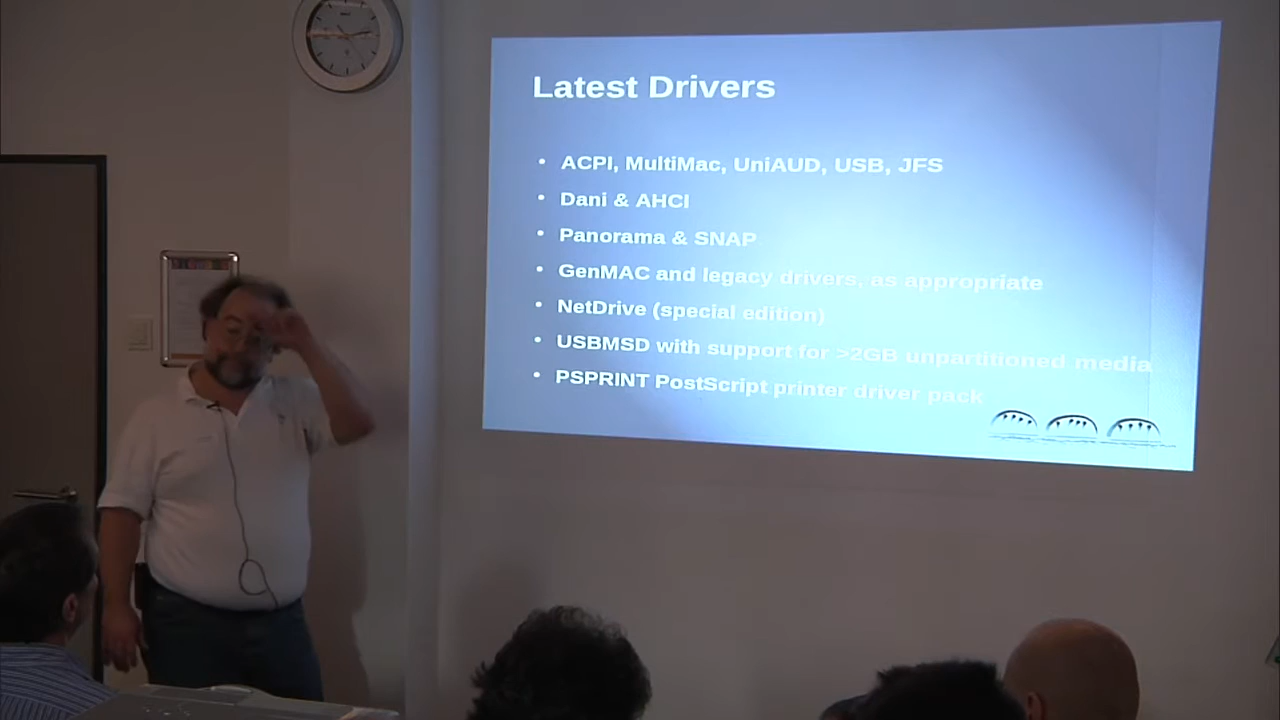 Latest Drivers
• ACPI, MultiMac, UniAUD, USB, JFS
• Dani & AHCI
• Panorama & SNAP
• GenMAC and legacy drivers, as appropriate
• NetDrive (special edition)
• USBMSD with support for >2GB unpartitioned media
• PSPRINT PostScript printer driver pack